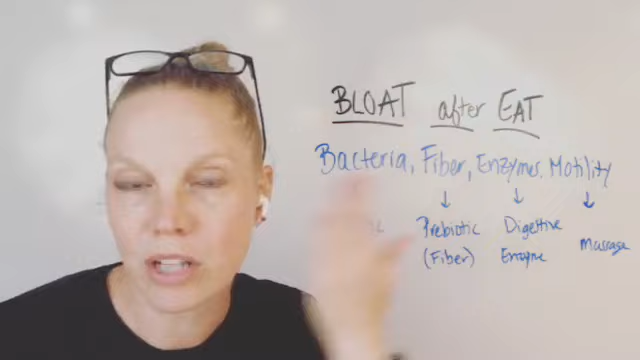 BLOAT after EAT
Bacteria, Fiber, Enzymes, Motility
Prebiotic Digestive
(Fiber) Enzyme Massage